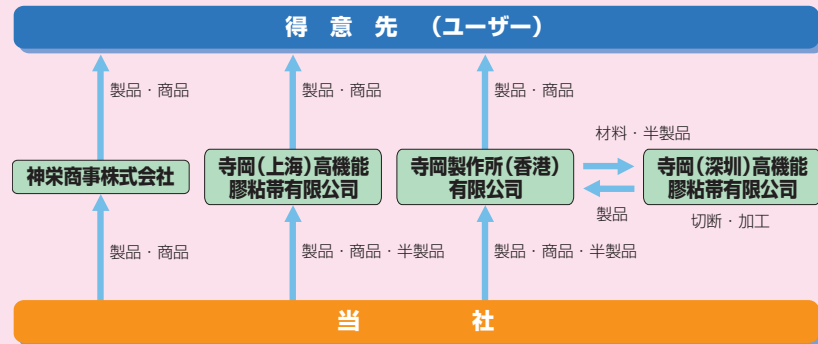 得意先 （ユーザー）
製品・商品
製品・商品
製品・商品
材料・半製品
神栄商事株式会社
寺岡（上海）高機能
膠粘帯有限公司
寺岡製作所（香港）
有限公司
寺岡（深圳）高機能
膠粘帯有限公司
製品
切断・加工
製品・商品
製品・商品・半製品
製品・商品・半製品
当社